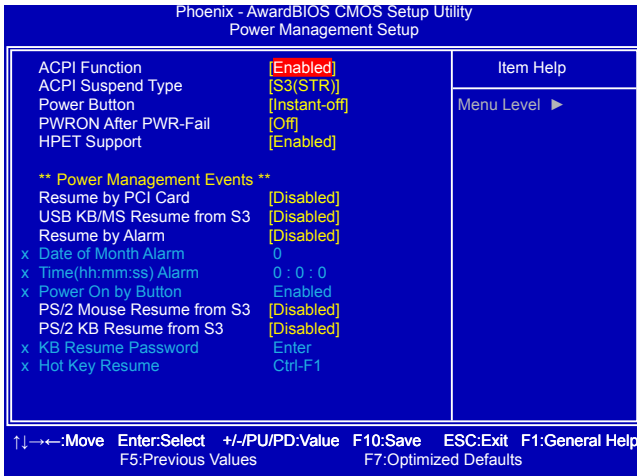 Phoenix - AwardBIOS CMOS Setup Utility
Power Management Setup
ACPI Function [Enabled]
ACPI Suspend Type [S3(STR)]
Power Button [Instant-off]
PWRON After PWR-Fail [Off]
HPET Support [Enabled]
** Power Management Events **
Resume by PCI Card [Disabled]
USB KB/MS Resume from S3 [Disabled]
Resume by Alarm [Disabled]
x Date of Month Alarm 0
x Time(hh:mm:ss) Alarm 0 : 0 : 0
x Power On by Button Enabled
PS/2 Mouse Resume from S3 [Disabled]
PS/2 KB Resume from S3 [Disabled]
x KB Resume Password Enter
x Hot Key Resume Ctrl-F1
Item Help
Menu Level ►
↑↓→←:Move Enter:Select +/-/PU/PD:Value F10:Save ESC:Exit F1:General Help
F5:Previous Values F7:Optimized Defaults